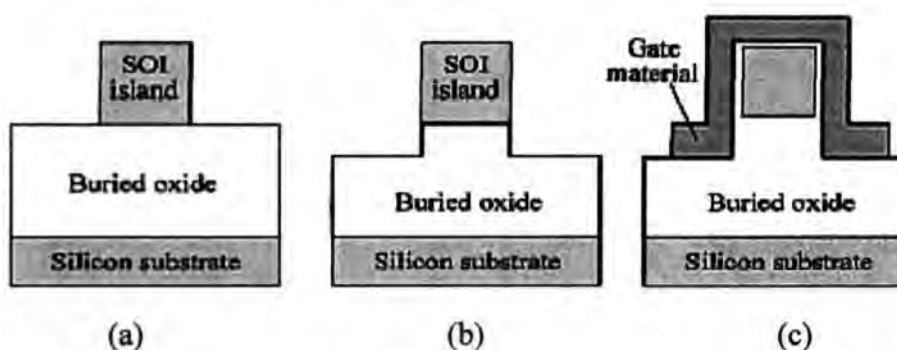 SOI
island
Buried oxide
Silicon substrate
(a)
SOI
island
Buried oxide
Silicon substrate
(b)
Gate
material
Buried oxide
Silicon substrate
(c)